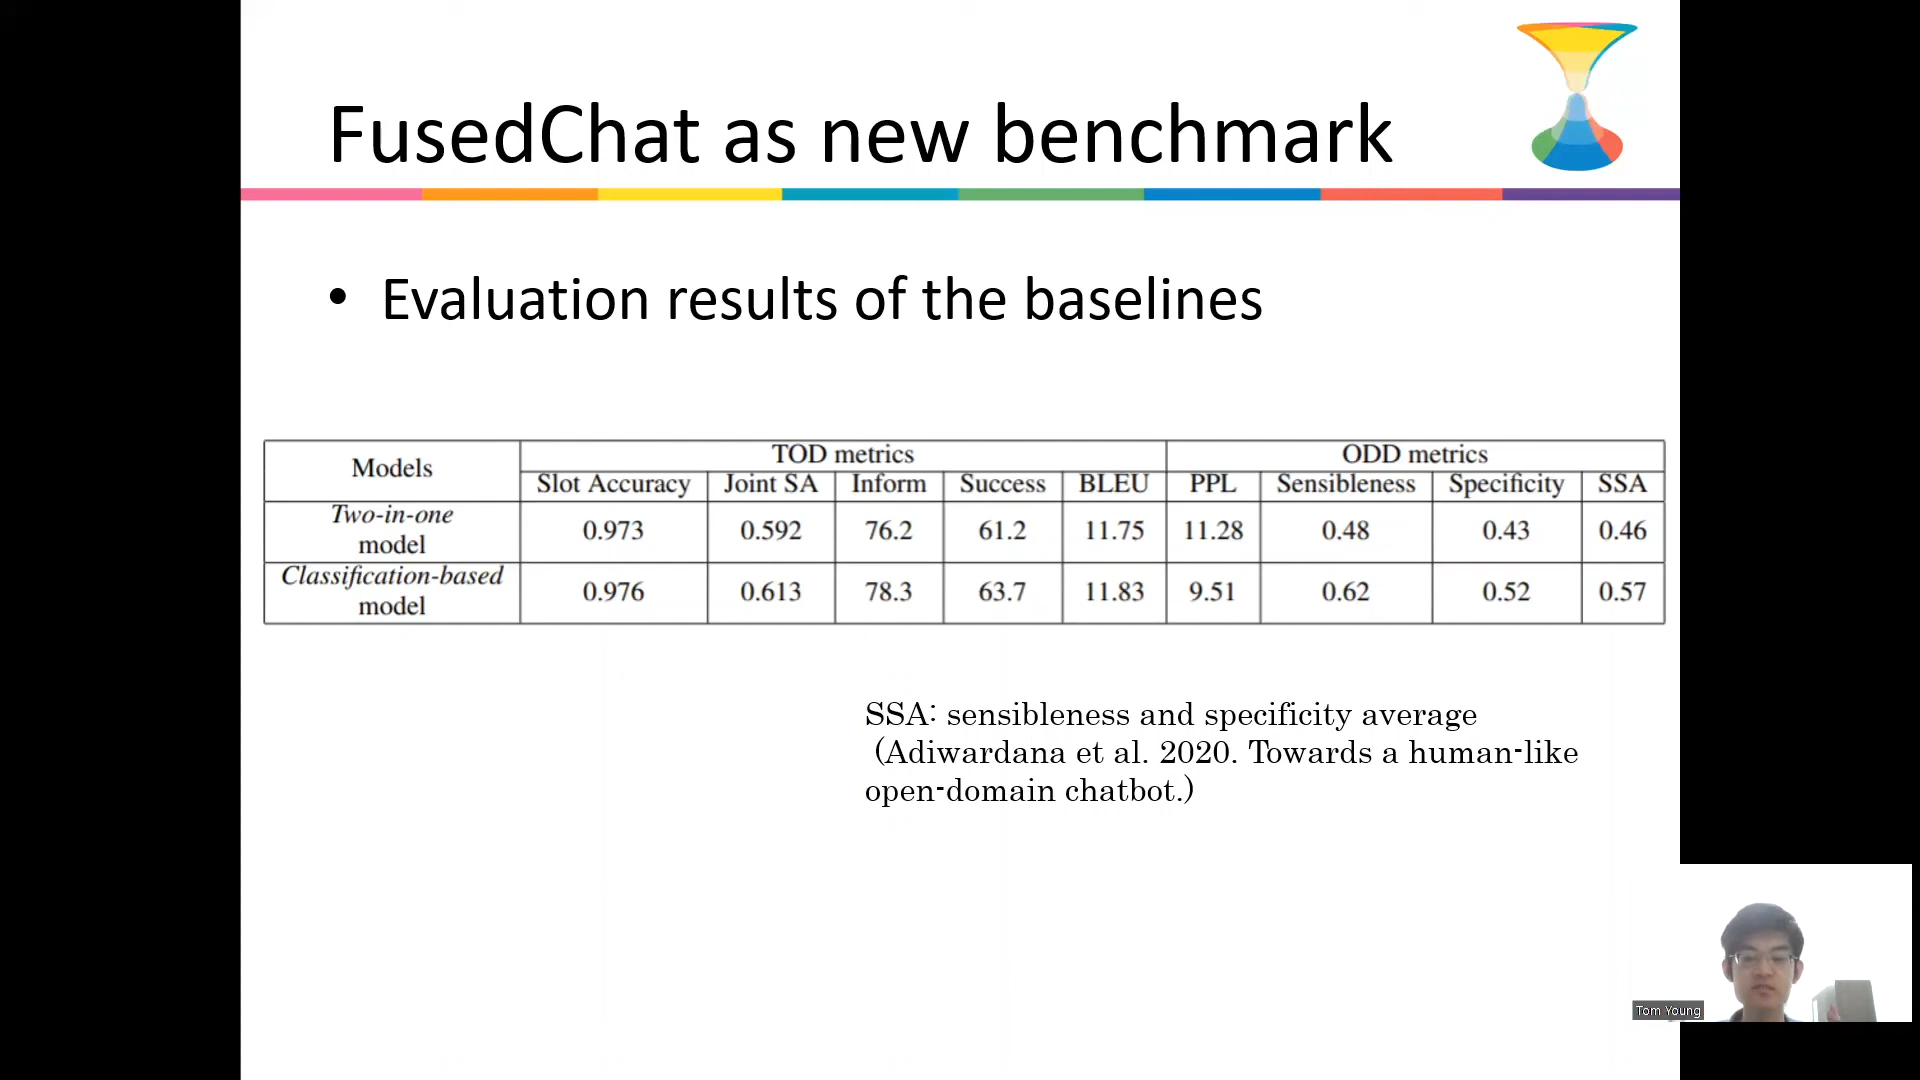 FusedChat as new benchmark
• Evaluation results of the baselines
Models TOD metrics ODD metrics
Slot Accuracy Joint SA Inform Success BLEU PPL Sensibleness Specificity SSA
Two-in-one model 0.973 0.592 76.2 61.2 11.75 11.28 0.48 0.43 0.46
Classification-based model 0.976 0.613 78.3 63.7 11.83 9.51 0.62 0.52 0.57
SSA: sensibleness and specificity average
(Adiwardana et al. 2020. Towards a human-like
open-domain chatbot.)
Tom Young